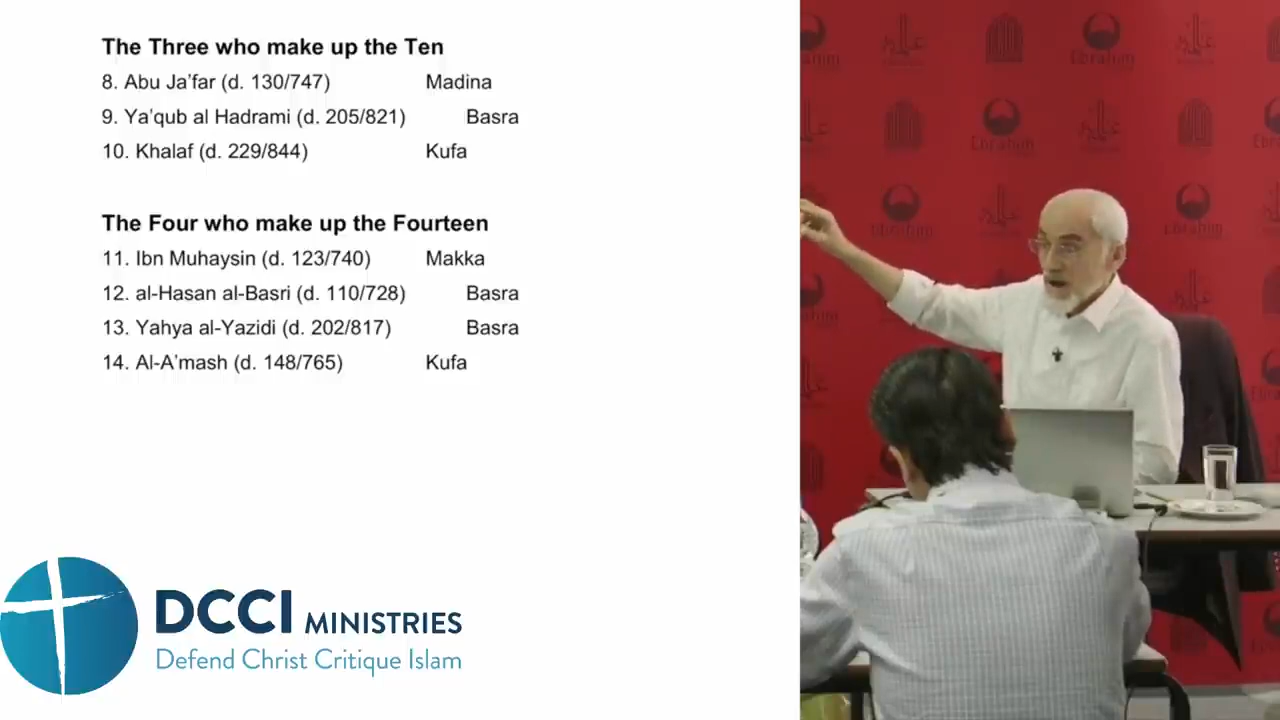 The Three who make up the Ten
8. Abu Ja’far (d. 130/747) Madina
9. Ya’qub al Hadrami (d. 205/821) Basra
10. Khalaf (d. 229/844) Kufa
The Four who make up the Fourteen
11. Ibn Muhaysin (d. 123/740) Makka
12. al-Hasan al-Basri (d. 110/728) Basra
13. Yahya al-Yazidi (d. 202/817) Basra
14. Al-A’mash (d. 148/765) Kufa
DCCI MINISTRIES
Defend Christ Critique Islam
Ebrahim
Ebrahim
Ebrahim